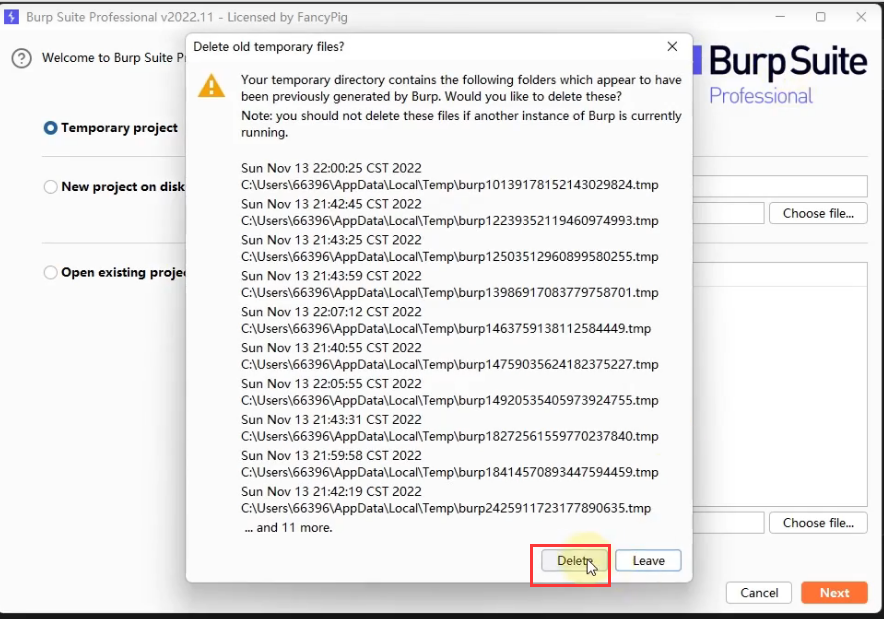 Burp Suite Professional v2022.11 - Licensed by FancyPig
Delete old temporary files?
Welcome to Burp Suite P
Your temporary directory contains the following folders which appear to have
been previously generated by Burp. Would you like to delete these?
Note: you should not delete these files if another instance of Burp is currently
running.
Burp Suite
Professional
Temporary project
New project on disk
Choose file...
Open existing projec
Sun Nov 13 22:00:25 CST 2022
C:\Users\66396\AppData\Local\Temp\burp10139178152143029824.tmp
Sun Nov 13 21:42:45 CST 2022
C:\Users\66396\AppData\Local\Temp\burp12239352119460974993.tmp
Sun Nov 13 21:43:25 CST 2022
C:\Users\66396\AppData\Local\Temp\burp12503512960899580255.tmp
Sun Nov 13 21:43:59 CST 2022
C:\Users\66396\AppData\Local\Temp\burp13986917083779758701.tmp
Sun Nov 13 22:07:12 CST 2022
C:\Users\66396\AppData\Local\Temp\burp1463759138112584449.tmp
Sun Nov 13 21:40:55 CST 2022
C:\Users\66396\AppData\Local\Temp\burp14759035624182375227.tmp
Sun Nov 13 22:05:55 CST 2022
C:\Users\66396\AppData\Local\Temp\burp14920535405973924755.tmp
Sun Nov 13 21:43:31 CST 2022
C:\Users\66396\AppData\Local\Temp\burp18272561559770237840.tmp
Sun Nov 13 21:59:58 CST 2022
C:\Users\66396\AppData\Local\Temp\burp18414570893447594459.tmp
Sun Nov 13 21:42:19 CST 2022
C:\Users\66396\AppData\Local\Temp\burp2425911723177890635.tmp
... and 11 more.
Choose file...
Delete
Leave
Cancel
Next